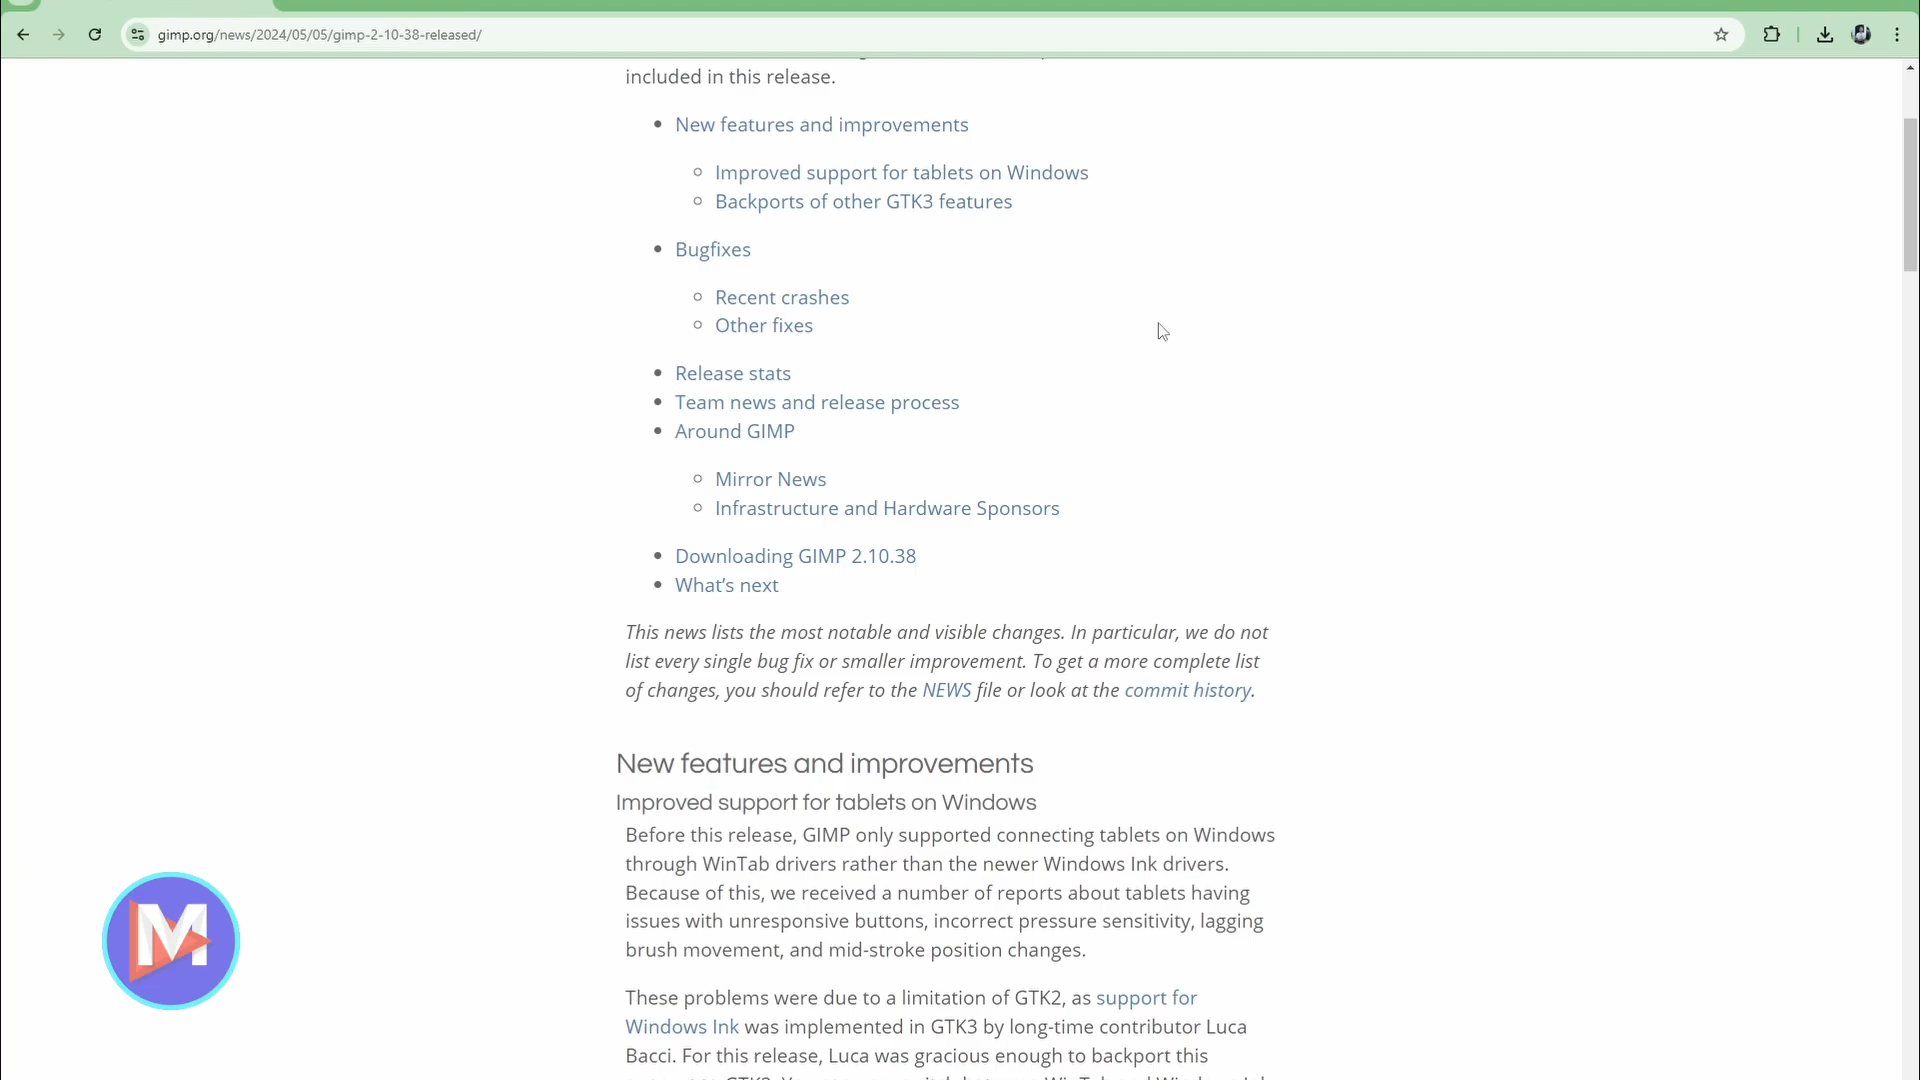 gimp.org/news/2024/05/05/gimp-2-10-38-released/
included in this release.
New features and improvements
Improved support for tablets on Windows
Backports of other GTK3 features
Bugfixes
Recent crashes
Other fixes
Release stats
Team news and release process
Around GIMP
Mirror News
Infrastructure and Hardware Sponsors
Downloading GIMP 2.10.38
What's next
This news lists the most notable and visible changes. In particular, we do not
list every single bug fix or smaller improvement. To get a more complete list
of changes, you should refer to the NEWS file or look at the commit history.
New features and improvements
Improved support for tablets on Windows
Before this release, GIMP only supported connecting tablets on Windows
through WinTab drivers rather than the newer Windows Ink drivers.
Because of this, we received a number of reports about tablets having
issues with unresponsive buttons, incorrect pressure sensitivity, lagging
brush movement, and mid-stroke position changes.
These problems were due to a limitation of GTK2, as support for
Windows Ink was implemented in GTK3 by long-time contributor Luca
Bacci. For this release, Luca was gracious enough to backport this
M